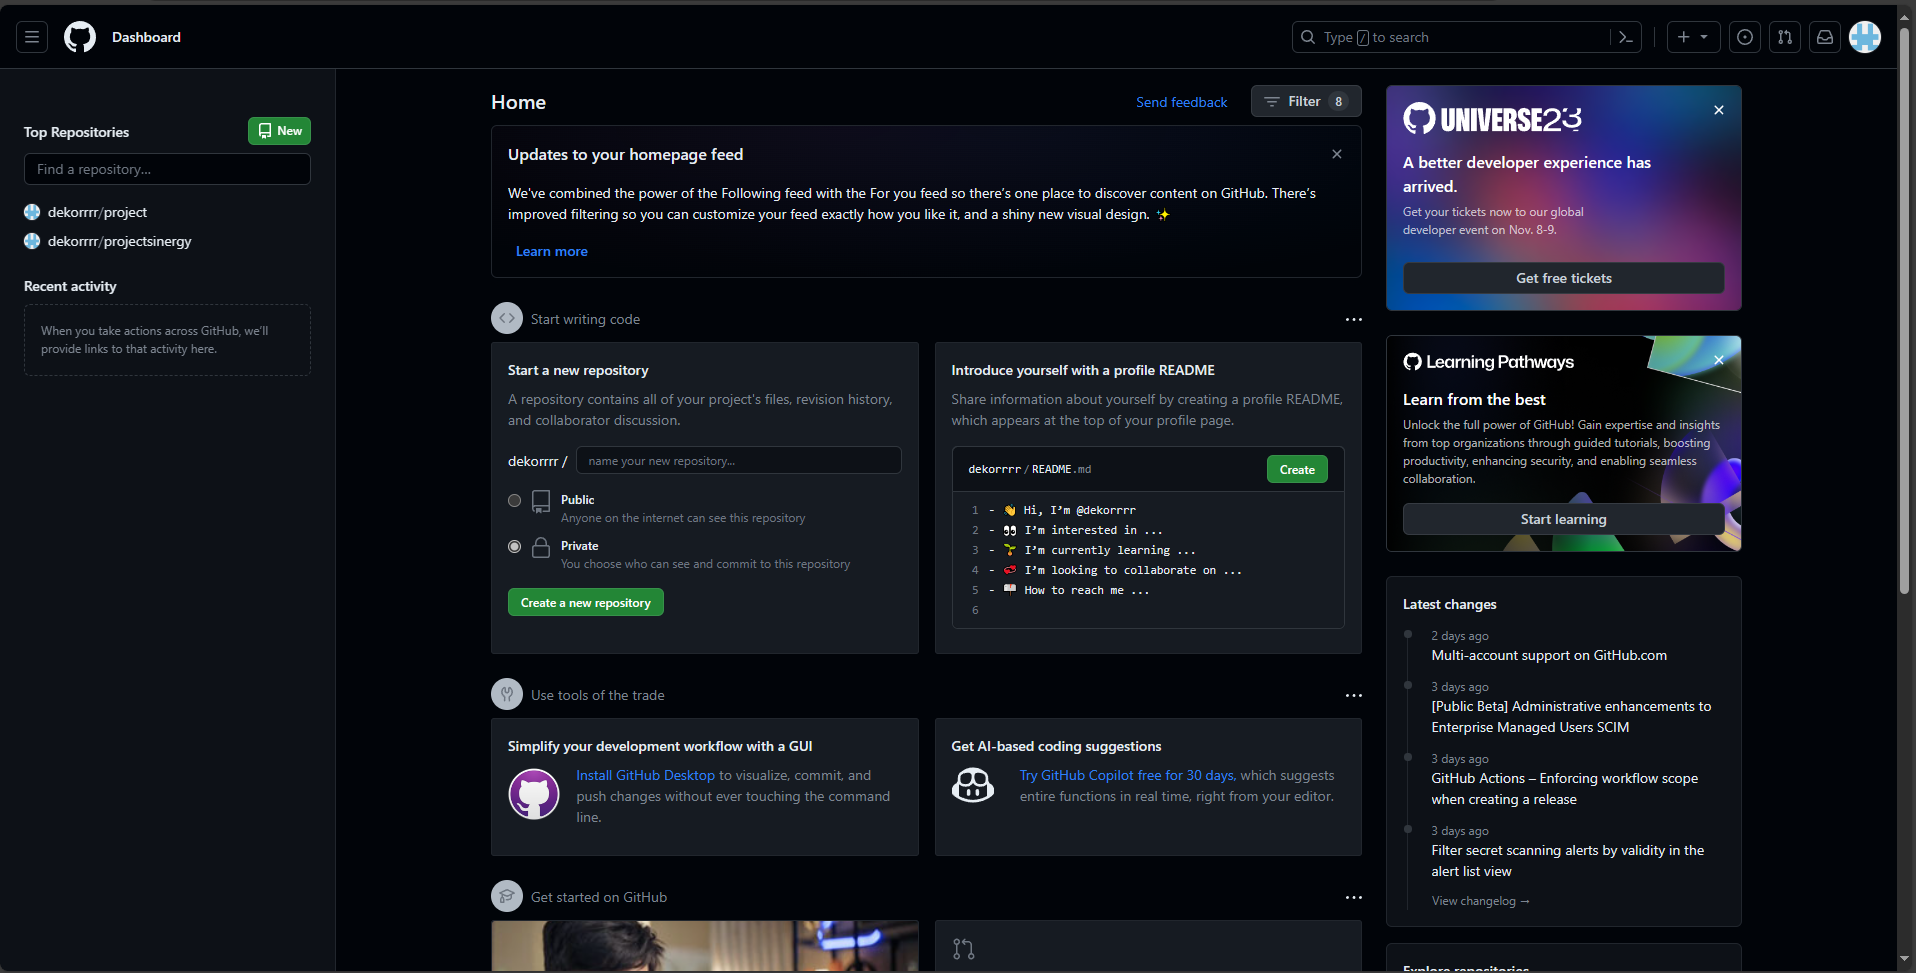 Dashboard
Type / to search
Top Repositories
New
Find a repository...
dekorrrr/project
dekorrrr/projectsinergy
Recent activity
When you take actions across GitHub, we'll
provide links to that activity here.
Home
Send feedback
Filter 8
Updates to your homepage feed
We've combined the power of the Following feed with the For you feed so there's one place to discover content on GitHub. There's
improved filtering so you can customize your feed exactly how you like it, and a shiny new visual design. ✨
Learn more
Start writing code
Start a new repository
A repository contains all of your project's files, revision history,
and collaborator discussion.
dekorrrr /
name your new repository...
Public
Anyone on the internet can see this repository
Private
You choose who can see and commit to this repository
Create a new repository
Introduce yourself with a profile README
Share information about yourself by creating a profile README,
which appears at the top of your profile page.
dekorrrr / README.md
Create
1 - 👋 Hi, I'm @dekorrrr
2 - 👀 I'm interested in ...
3 - 🌱 I'm currently learning ...
4 - 💞️ I'm looking to collaborate on ...
5 - 📫 How to reach me ...
6
Use tools of the trade
Simplify your development workflow with a GUI
Install GitHub Desktop to visualize, commit, and
push changes without ever touching the command
line.
Get AI-based coding suggestions
Try GitHub Copilot free for 30 days, which suggests
entire functions in real time, right from your editor.
Get started on GitHub
UNIVERSE23
A better developer experience has
arrived.
Get your tickets now to our global
developer event on Nov. 8-9.
Get free tickets
Learning Pathways
Learn from the best
Unlock the full power of GitHub! Gain expertise and insights
from top organizations through guided tutorials, boosting
productivity, enhancing security, and enabling seamless
collaboration.
Start learning
Latest changes
2 days ago
Multi-account support on GitHub.com
3 days ago
[Public Beta] Administrative enhancements to
Enterprise Managed Users SCIM
3 days ago
GitHub Actions – Enforcing workflow scope
when creating a release
3 days ago
Filter secret scanning alerts by validity in the
alert list view
View changelog →
Explore repositories